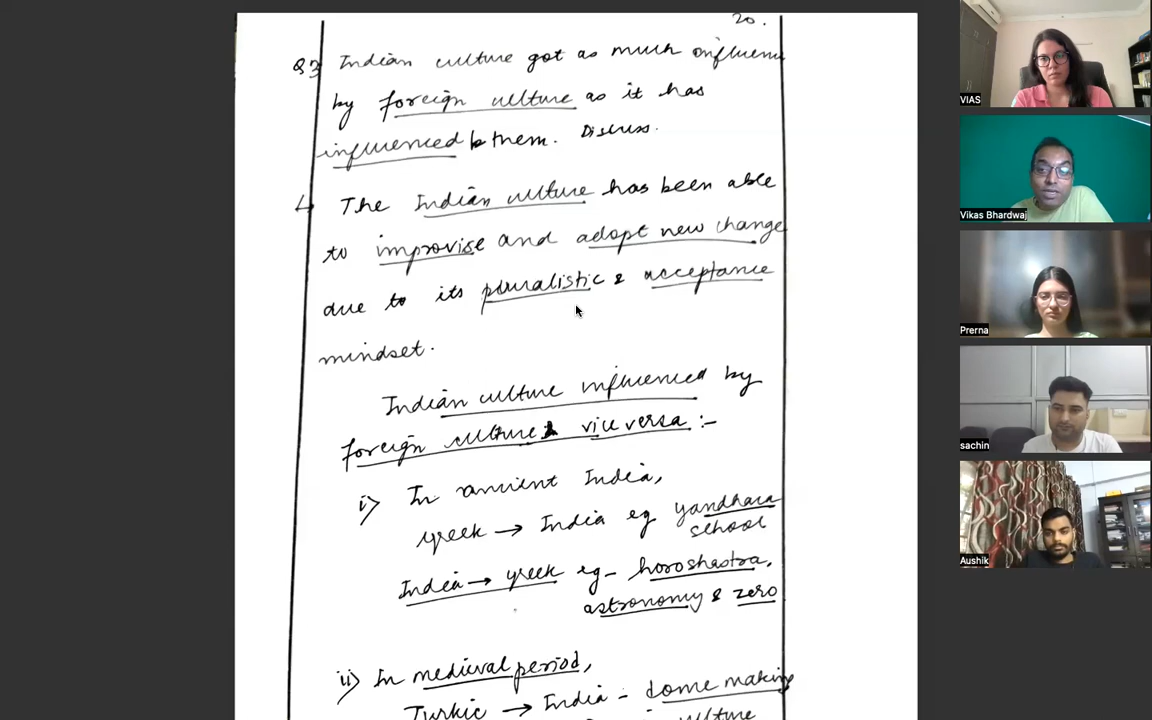 20.
Q3 Indian culture got as much influence
by foreign culture as it has
influenced to them. Discuss.
↳ The Indian culture has been able
to improvise and adopt new change
due to its pluralistic & acceptance
mindset.
Indian culture influenced by
foreign culture & vice versa :-
i) In ancient India,
greek → India eg gandhara
school
India → greek eg- horoshastra,
astronomy & zero
ii) In medieval period,
Turkic → India - dome making
culture
VIAS
Vikas Bhardwaj
Prerna
sachin
Aushik